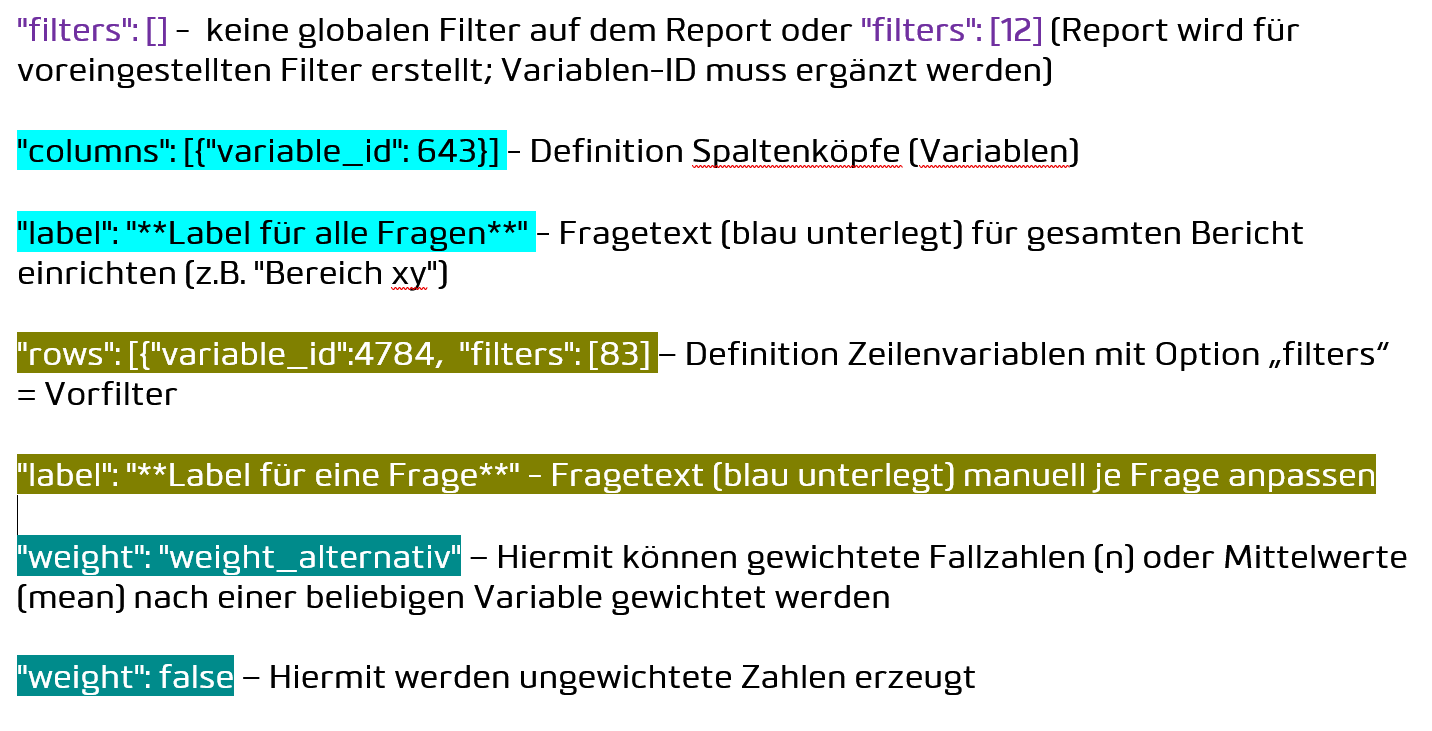 "filters": [] -  keine globalen Filter auf dem Report oder "filters": [12] (Report wird für
voreingestellten Filter erstellt; Variablen-ID muss ergänzt werden)
"columns": [{"variable_id": 643}] - Definition Spaltenköpfe (Variablen)
"label": "**Label für alle Fragen**" - Fragetext (blau unterlegt) für gesamten Bericht
einrichten (z.B. "Bereich xy")
"rows": [{"variable_id":4784,  "filters": [83] – Definition Zeilenvariablen mit Option „filters“
= Vorfilter
"label": "**Label für eine Frage**" - Fragetext (blau unterlegt) manuell je Frage anpassen
"weight": "weight_alternativ" – Hiermit können gewichtete Fallzahlen (n) oder Mittelwerte
(mean) nach einer beliebigen Variable gewichtet werden
"weight": false – Hiermit werden ungewichtete Zahlen erzeugt